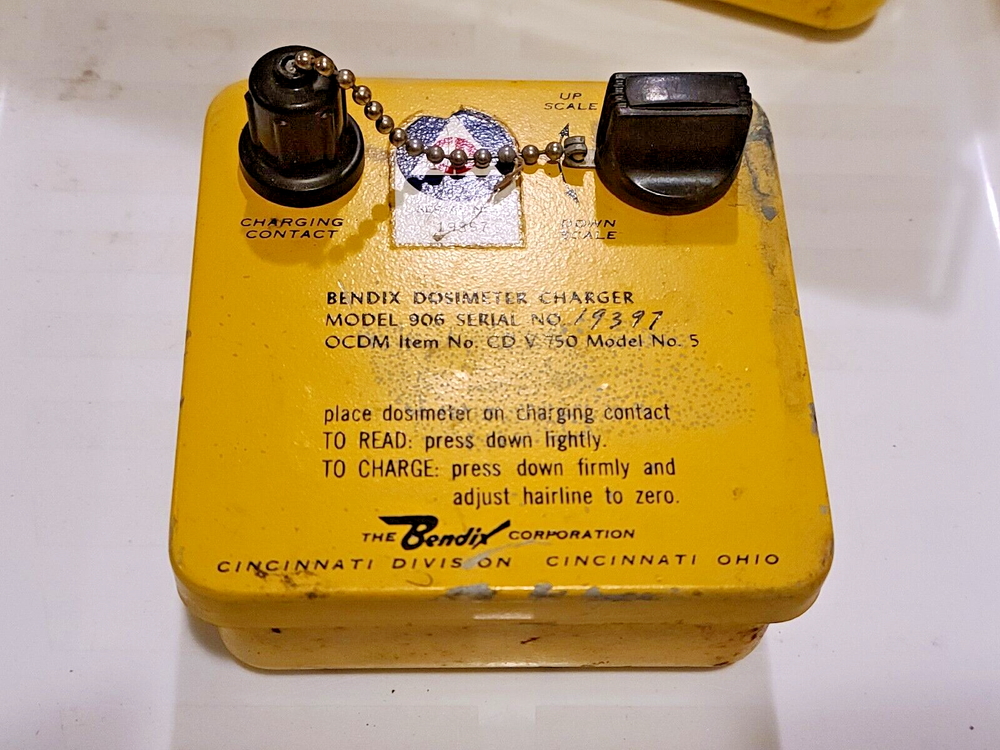 UP
SCALE
CHARGING
CONTACT
DOWN
SCALE
BENDIX DOSIMETER CHARGER
MODEL 906 SERIAL NO. 19397
OCDM Item No. CD V 750 Model No. 5
place dosimeter on charging contact
TO READ: press down lightly.
TO CHARGE: press down firmly and
adjust hairline to zero.
THE Bendix CORPORATION
CINCINNATI DIVISION CINCINNATI OHIO